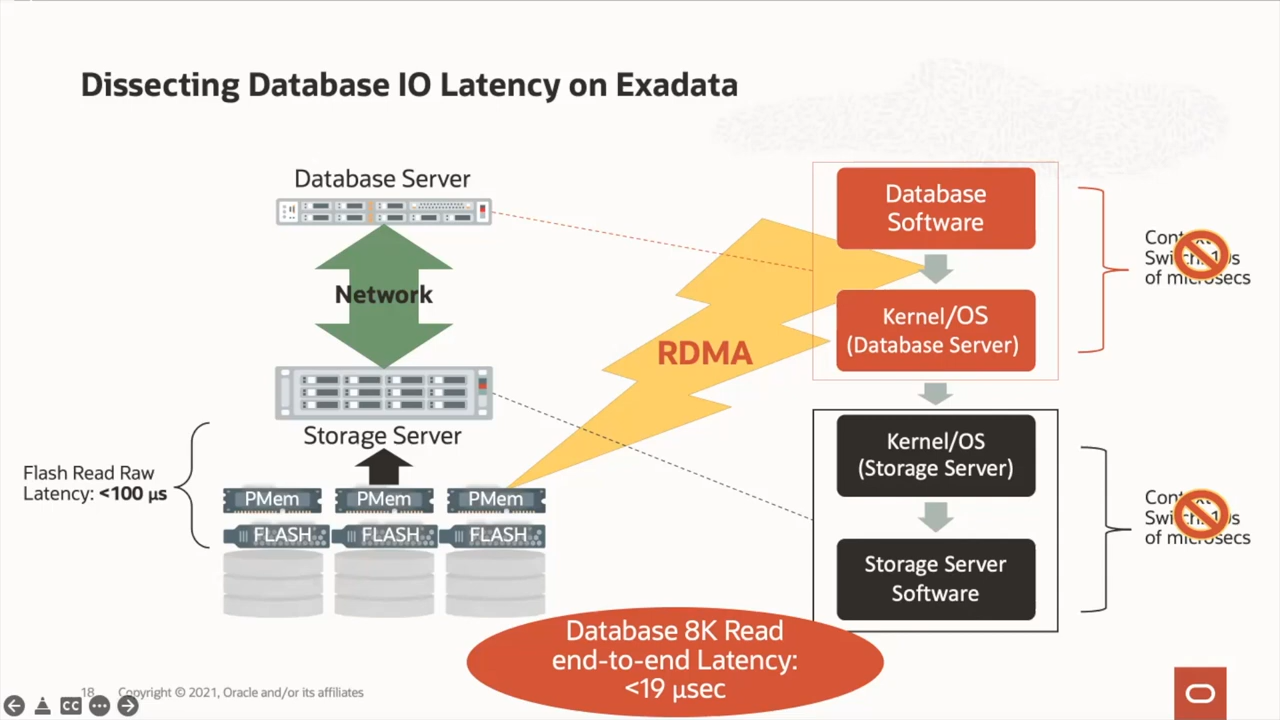 Dissecting Database IO Latency on Exadata
Database Server
Network
Storage Server
Flash Read Raw
Latency: <100 µs
PMem
PMem
PMem
FLASH
FLASH
FLASH
RDMA
Database
Software
Kernel/OS
(Database Server)
Kernel/OS
(Storage Server)
Storage Server
Software
of microsecs
of microsecs
Database 8K Read
end-to-end Latency:
<19 µsec
18
Copyright © 2021, Oracle and/or its affiliates
CC